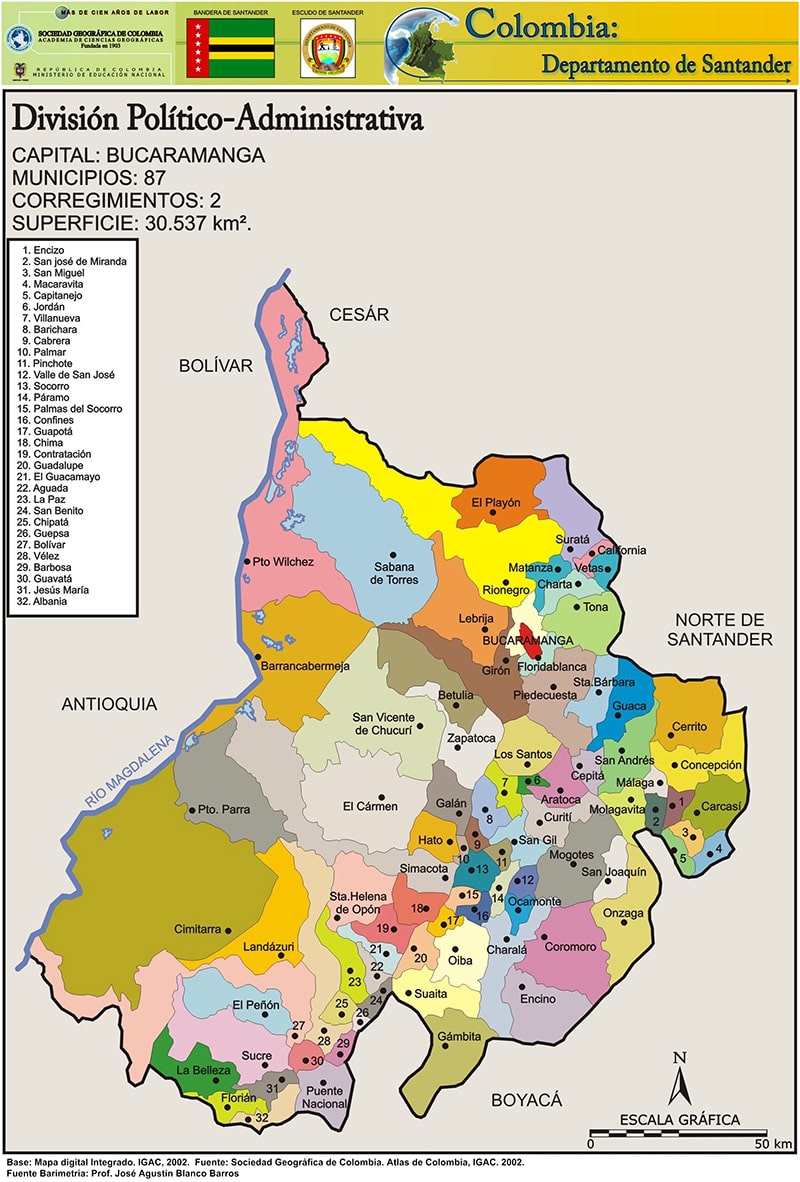 MÁS DE CIEN AÑOS DE LABOR
SOCIEDAD GEOGRÁFICA DE COLOMBIA
ACADEMIA DE CIENCIAS GEOGRÁFICAS
Fundada en 1903
REPÚBLICA DE COLOMBIA
MINISTERIO DE EDUCACIÓN NACIONAL
BANDERA DE SANTANDER
ESCUDO DE SANTANDER
Colombia:
Departamento de Santander
División Político-Administrativa
CAPITAL: BUCARAMANGA
MUNICIPIOS: 87
CORREGIMIENTOS: 2
SUPERFICIE: 30.537 km².
1. Encizo
2. San josé de Miranda
3. San Miguel
4. Macaravita
5. Capitanejo
6. Jordán
7. Villanueva
8. Barichara
9. Cabrera
10. Palmar
11. Pinchote
12. Valle de San José
13. Socorro
14. Páramo
15. Palmas del Socorro
16. Confines
17. Guapotá
18. Chima
19. Contratación
20. Guadalupe
21. El Guacamayo
22. Aguada
23. La Paz
24. San Benito
25. Chipatá
26. Guepsa
27. Bolívar
28. Vélez
29. Barbosa
30. Guavatá
31. Jesús María
32. Albania
CESÁR
BOLÍVAR
El Playón
Suratá
California
Pto Wilchez
Sabana
de Torres
Matanza
Vetas
Rionegro
Charta
Tona
Lebrija
BUCARAMANGA
NORTE DE
SANTANDER
Barrancabermeja
Girón
Floridablanca
Piedecuesta
Sta.Bárbara
Betulia
Guaca
ANTIOQUIA
San Vicente
de Chucurí
Zapatoca
Cerrito
RÍO MAGDALENA
Los Santos
San Andrés
Concepción
Cepitá
Málaga
7
6
Aratoca
El Cármen
Galán
Molagavita
1
Carcasí
Pto. Parra
8
Curití
2
3
Hato
9
San Gil
10
11
Mogotes
5
4
Simacota
13
San Joaquín
12
Sta.Helena
de Opón
15
14
18
16
Ocamonte
Onzaga
17
Cimitarra
19
Landázuri
21
20
Oiba
Charalá
Coromoro
22
23
24
Suaita
Encino
El Peñón
25
26
27
28
Gámbita
29
Sucre
30
La Belleza
31
Puente
Nacional
Florián
32
BOYACÁ
N
ESCALA GRÁFICA
0
50 km
Base: Mapa digital Integrado. IGAC, 2002. Fuente: Sociedad Geográfica de Colombia. Atlas de Colombia, IGAC. 2002.
Fuente Barimetria: Prof. José Agustín Blanco Barros